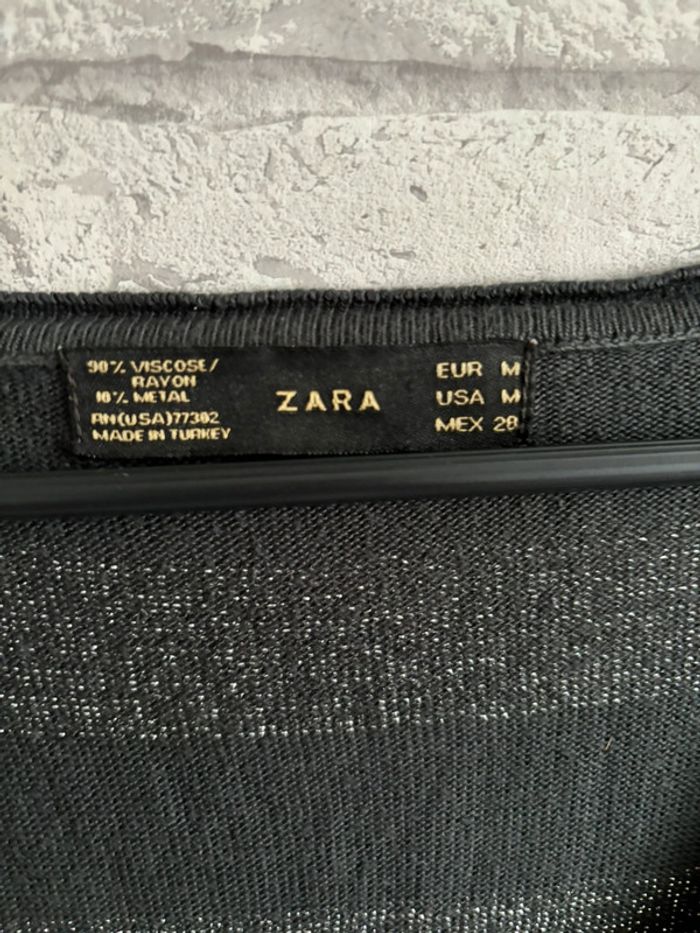 90% VISCOSE/
RAYON
10% METAL
RN(USA)77302
MADE IN TURKEY
ZARA
EUR M
USA M
MEX 28